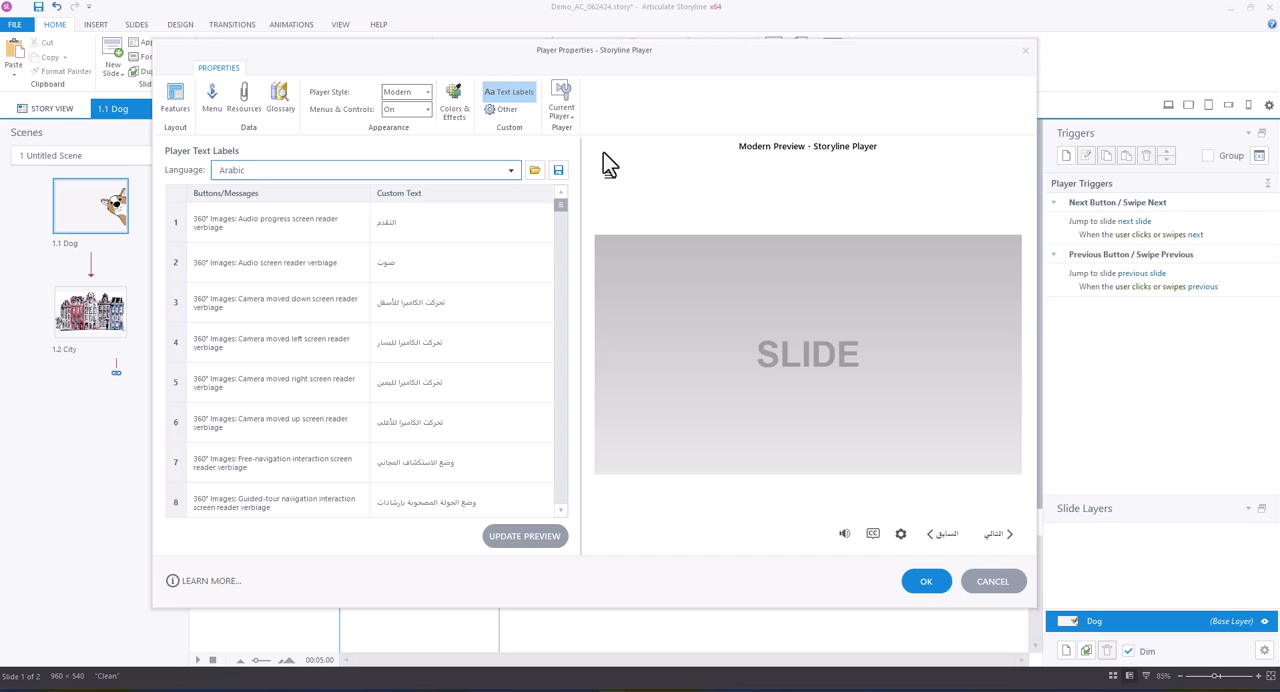 Demo_AC_062424.story* - Articulate Storyline x64
FILE HOME INSERT SLIDES DESIGN TRANSITIONS ANIMATIONS VIEW HELP
Paste
Cut
Copy
Format Painter
Clipboard
New
Slide
Player Properties - Storyline Player
PROPERTIES
Features
Menu
Resources
Glossary
Player Style: Modern
Menus & Controls: On
Colors &
Effects
Aa Text Labels
Other
Current
Player
Layout
Data
Appearance
Custom
Player
STORY VIEW
1.1 Dog
Scenes
1 Untitled Scene
1.1 Dog
1.2 City
Player Text Labels
Language: Arabic
Buttons/Messages Custom Text
1 360° Images: Audio progress screen reader
verbiage
التقدم
2 360° Images: Audio screen reader verbiage
صوت
3 360° Images: Camera moved down screen reader
verbiage
تحركت الكاميرا للأسفل
4 360° Images: Camera moved left screen reader
verbiage
تحركت الكاميرا لليسار
5 360° Images: Camera moved right screen reader
verbiage
تحركت الكاميرا لليمين
6 360° Images: Camera moved up screen reader
verbiage
تحركت الكاميرا للأعلى
7 360° Images: Free-navigation interaction screen
reader verbiage
وضع الاستكشاف المجاني
8 360° Images: Guided-tour navigation interaction
screen reader verbiage
وضع الجولة المصحوبة بإرشادات
UPDATE PREVIEW
LEARN MORE...
Modern Preview - Storyline Player
SLIDE
CC
السابق
التالي
OK
CANCEL
Triggers
Group
Player Triggers
Next Button / Swipe Next
Jump to slide next slide
When the user clicks or swipes next
Previous Button / Swipe Previous
Jump to slide previous slide
When the user clicks or swipes previous
Slide Layers
Dog (Base Layer)
Dim
00:05.00
Slide 1 of 2 960 × 540 "Clean"
85%